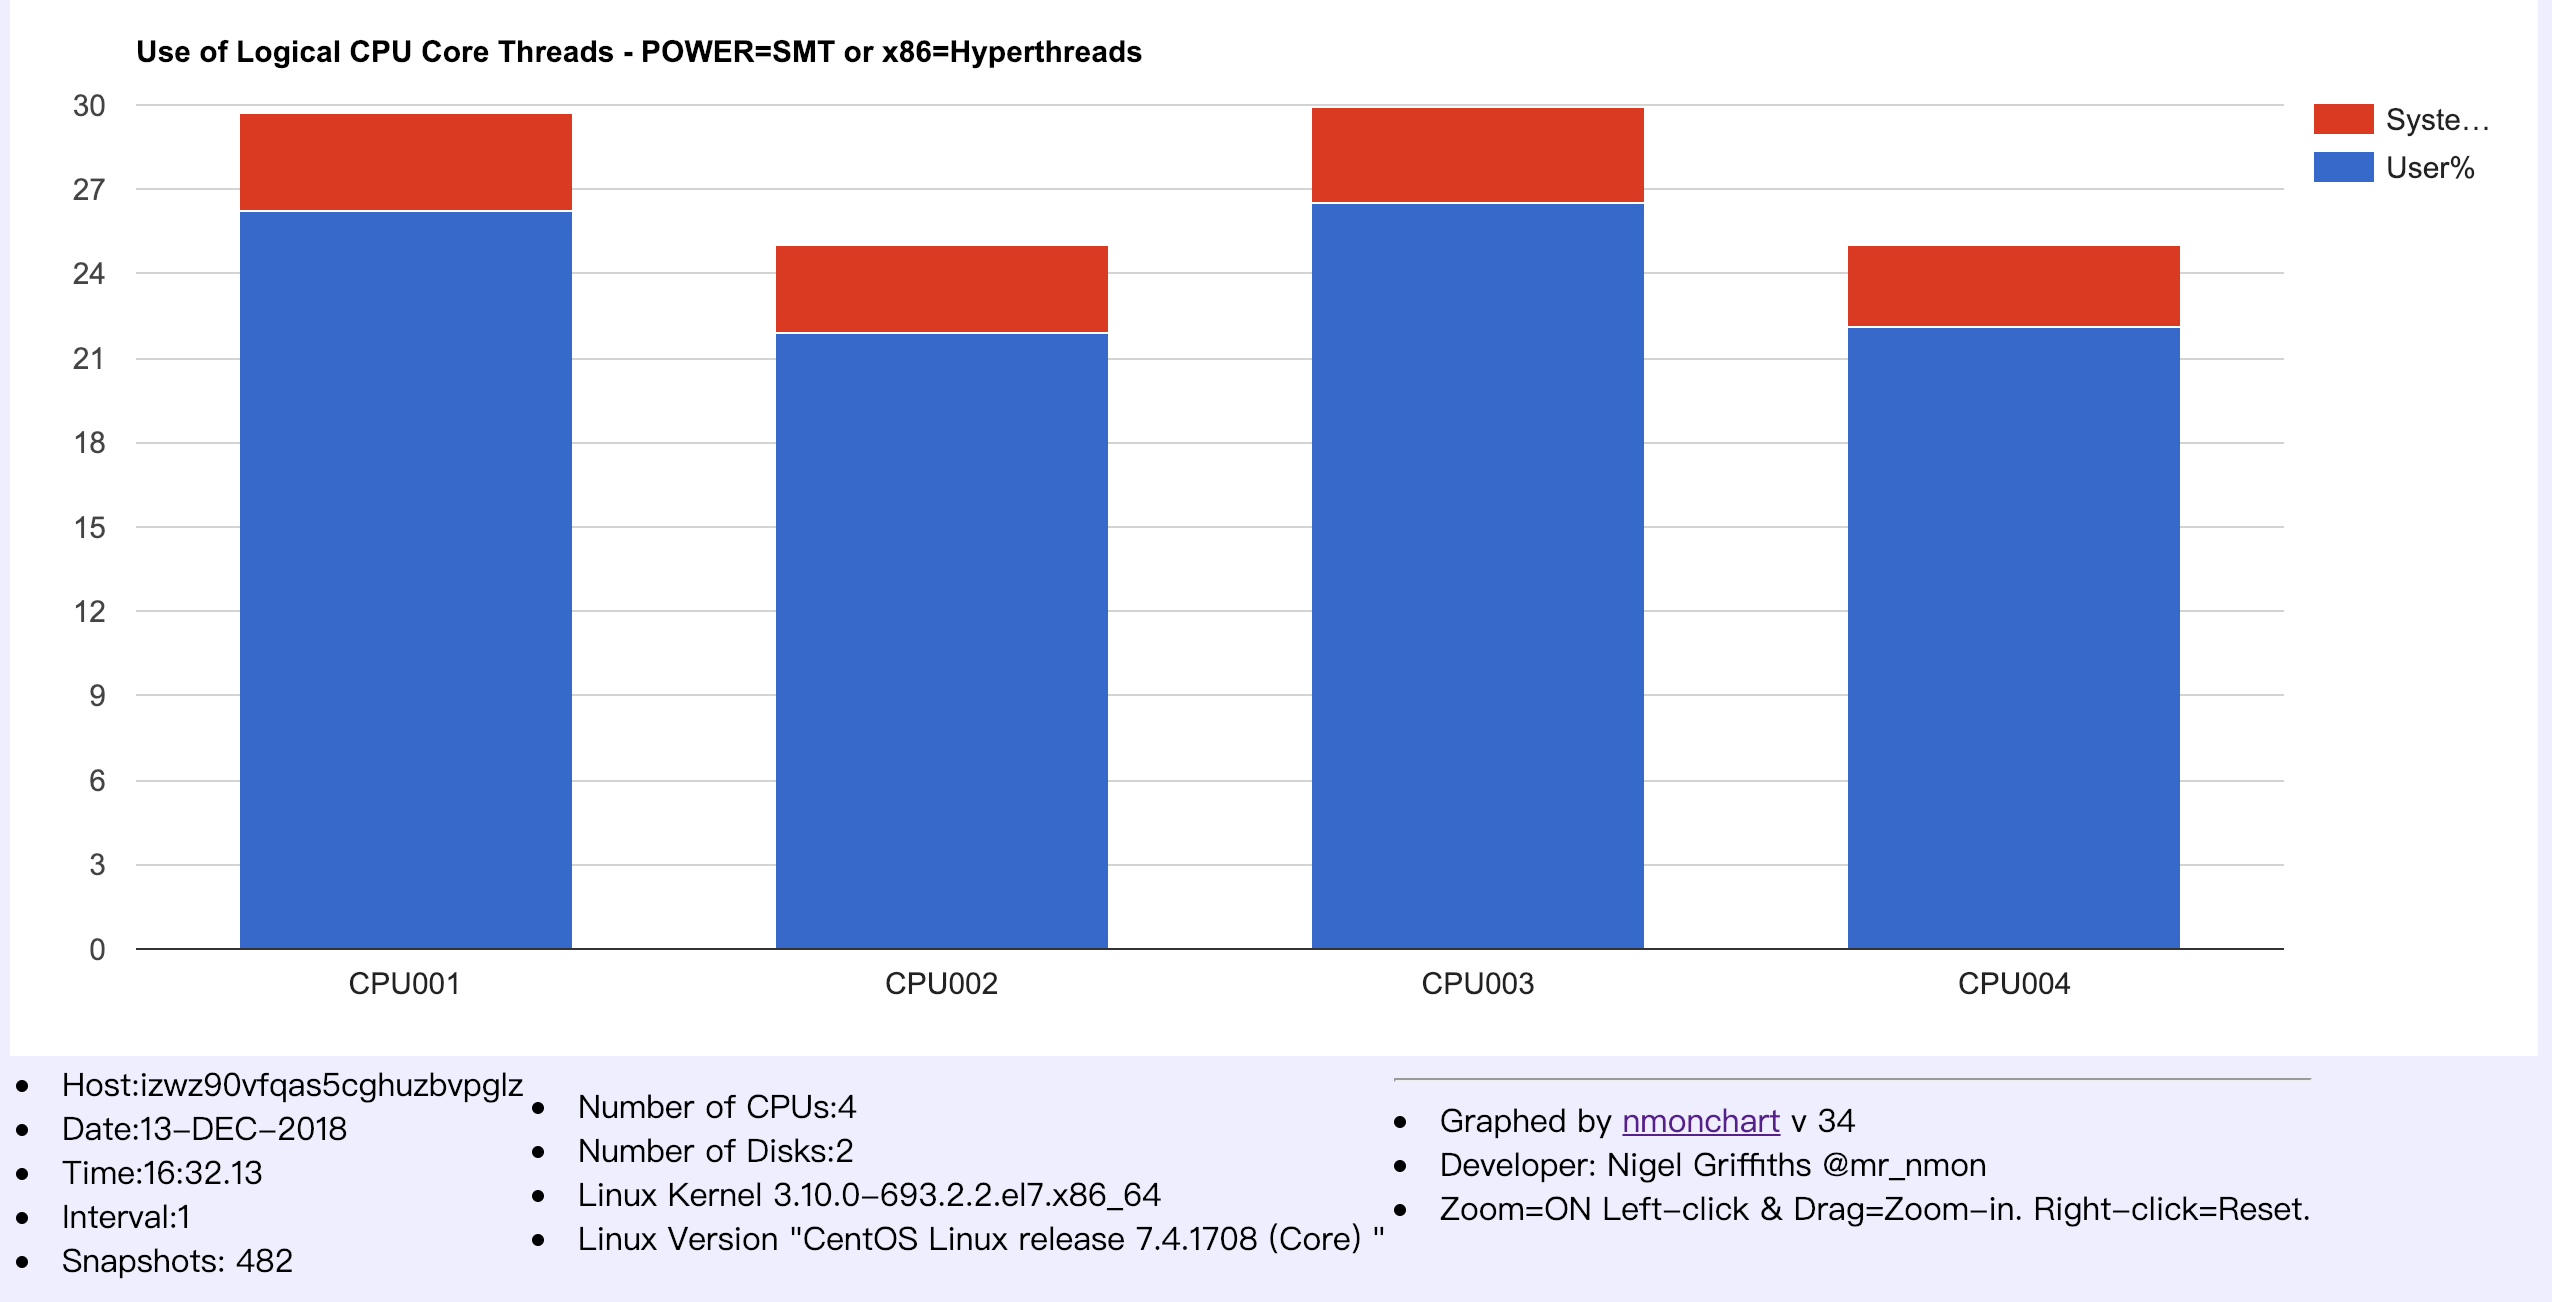 Use of Logical CPU Core Threads - POWER=SMT or x86=Hyperthreads
30
27
24
21
18
15
12
9
6
3
0
Syste…
User%
CPU001
CPU002
CPU003
CPU004
Host:izwz90vfqas5cghuzbvpglz
Date:13-DEC-2018
Time:16:32.13
Interval:1
Snapshots: 482
Number of CPUs:4
Number of Disks:2
Linux Kernel 3.10.0-693.2.2.el7.x86_64
Linux Version "CentOS Linux release 7.4.1708 (Core) "
Graphed by nmonchart v 34
Developer: Nigel Griffiths @mr_nmon
Zoom=ON Left-click & Drag=Zoom-in. Right-click=Reset.